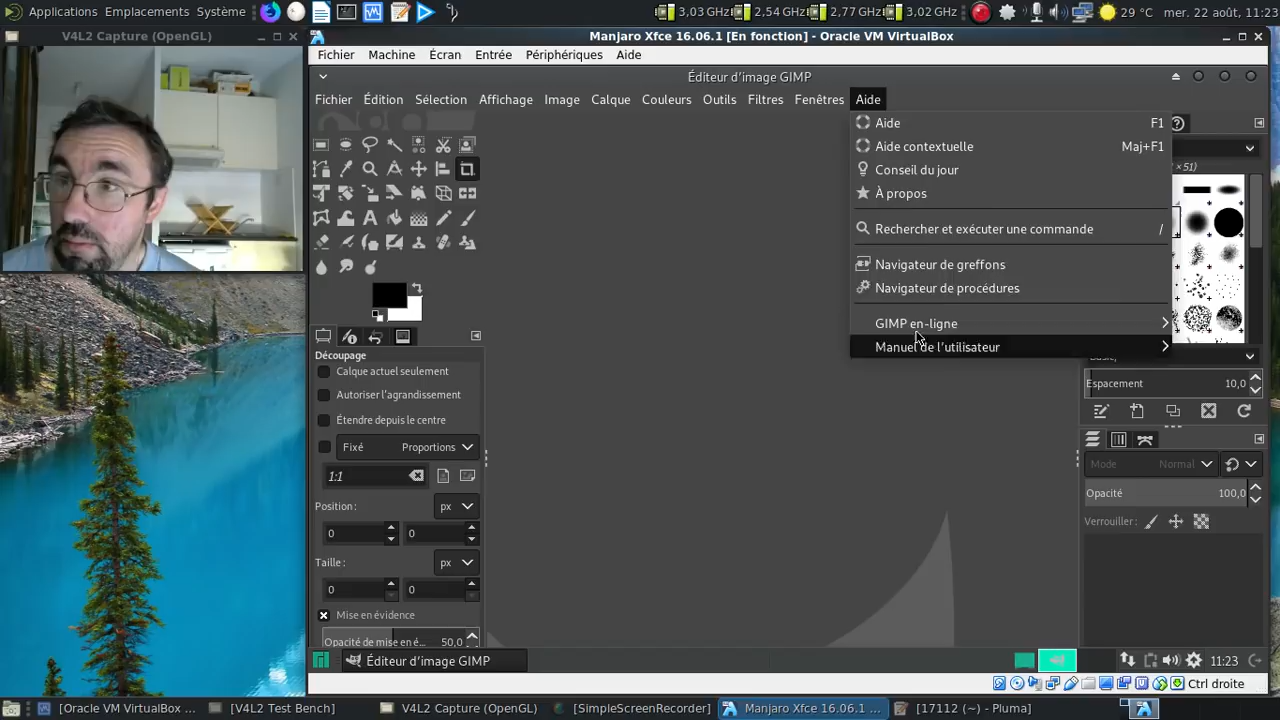 Applications Emplacements Système
3,03 GHz 2,54 GHz 2,77 GHz 3,02 GHz 29 °C mer. 22 août, 11:23
V4L2 Capture (OpenGL)
Manjaro Xfce 16.06.1 [En fonction] - Oracle VM VirtualBox
Fichier Machine Écran Entrée Périphériques Aide
Éditeur d'image GIMP
Fichier Édition Sélection Affichage Image Calque Couleurs Outils Filtres Fenêtres Aide
Aide F1
Aide contextuelle Maj+F1
Conseil du jour
À propos
Rechercher et exécuter une commande /
Navigateur de greffons
Navigateur de procédures
GIMP en-ligne
Manuel de l'utilisateur
× 51)
Espacement 10,0
Mode Normal
Opacité 100,0
Verrouiller :
Découpage
Calque actuel seulement
Autoriser l'agrandissement
Étendre depuis le centre
Fixé Proportions
1:1
Position : px
0 0
Taille : px
0 0
Mise en évidence
Opacité de mise en é... 50,0
Éditeur d'image GIMP
11:23
Ctrl droite
[Oracle VM VirtualBox ... [V4L2 Test Bench] V4L2 Capture (OpenGL) [SimpleScreenRecorder] Manjaro Xfce 16.06.1 ... [17112 (~) - Pluma]